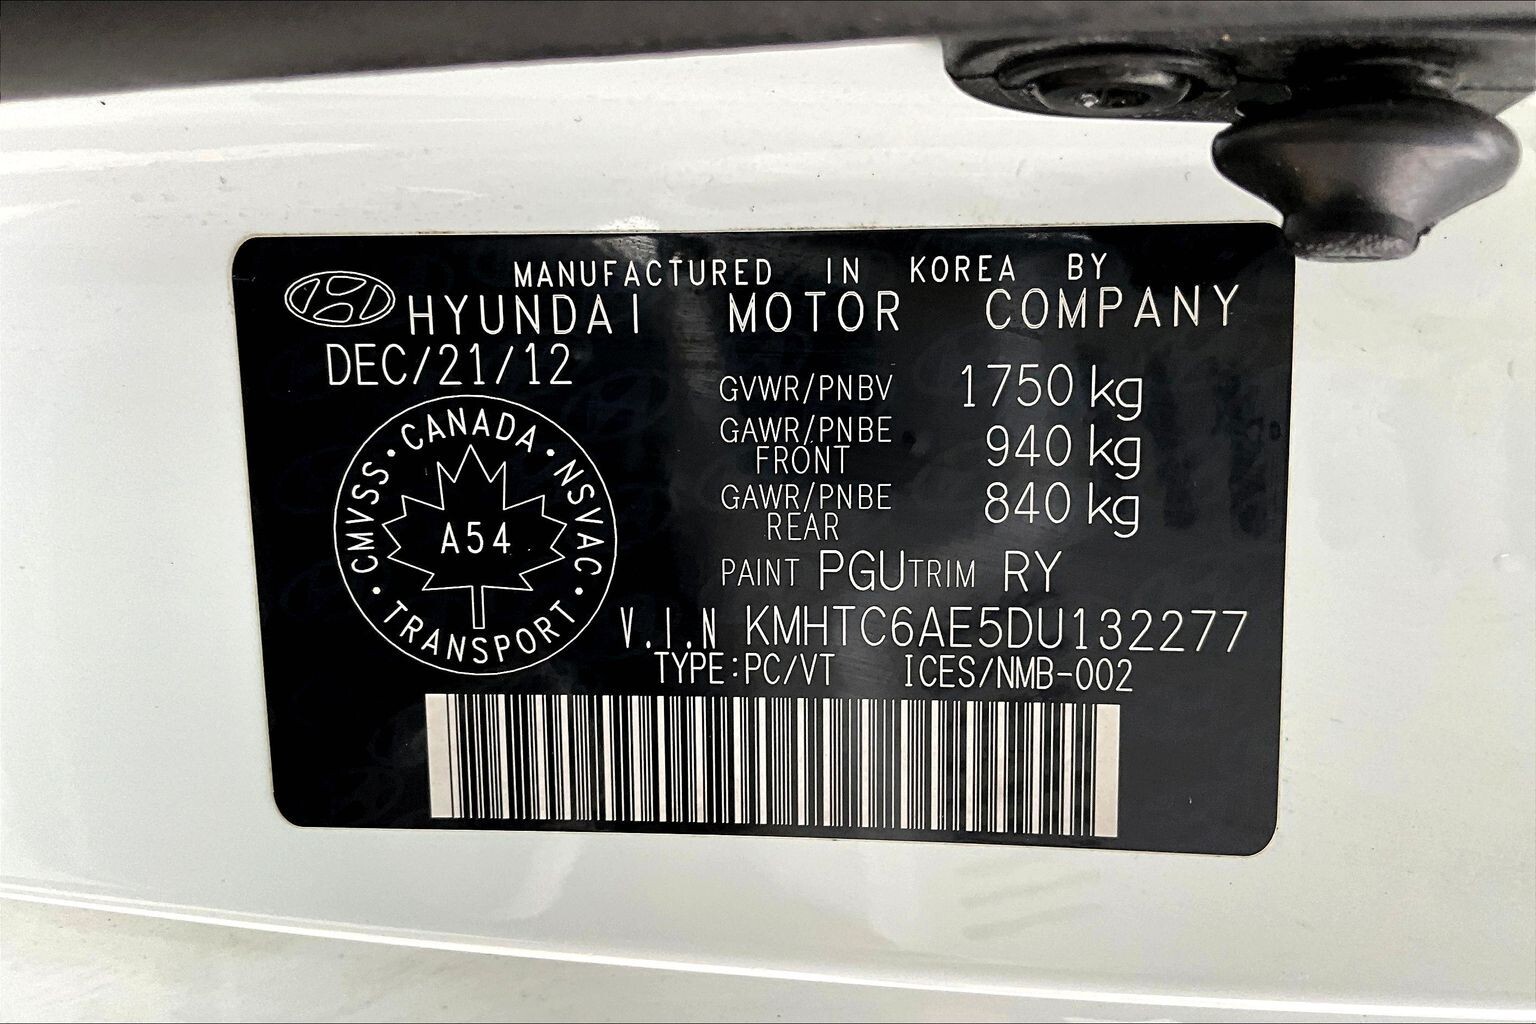 MANUFACTURED IN KOREA BY
HYUNDAI MOTOR COMPANY
DEC/21/12
GVWR/PNBV 1750 kg
GAWR/PNBE FRONT 940 kg
GAWR/PNBE REAR 840 kg
CMVSS • CANADA • NSVAC • TRANSPORT •
A54
PAINT PGU TRIM RY
V.I.N KMHTC6AE5DU132277
TYPE:PC/VT ICES/NMB-002